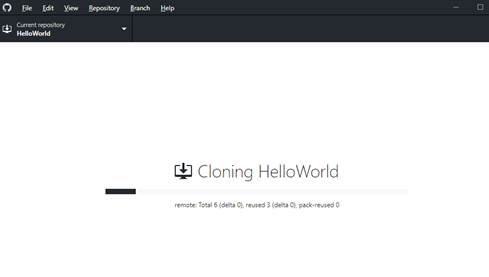 File Edit View Repository Branch Help
Current repository
HelloWorld
Cloning HelloWorld
remote: Total 6 (delta 0), reused 3 (delta 0), pack-reused 0